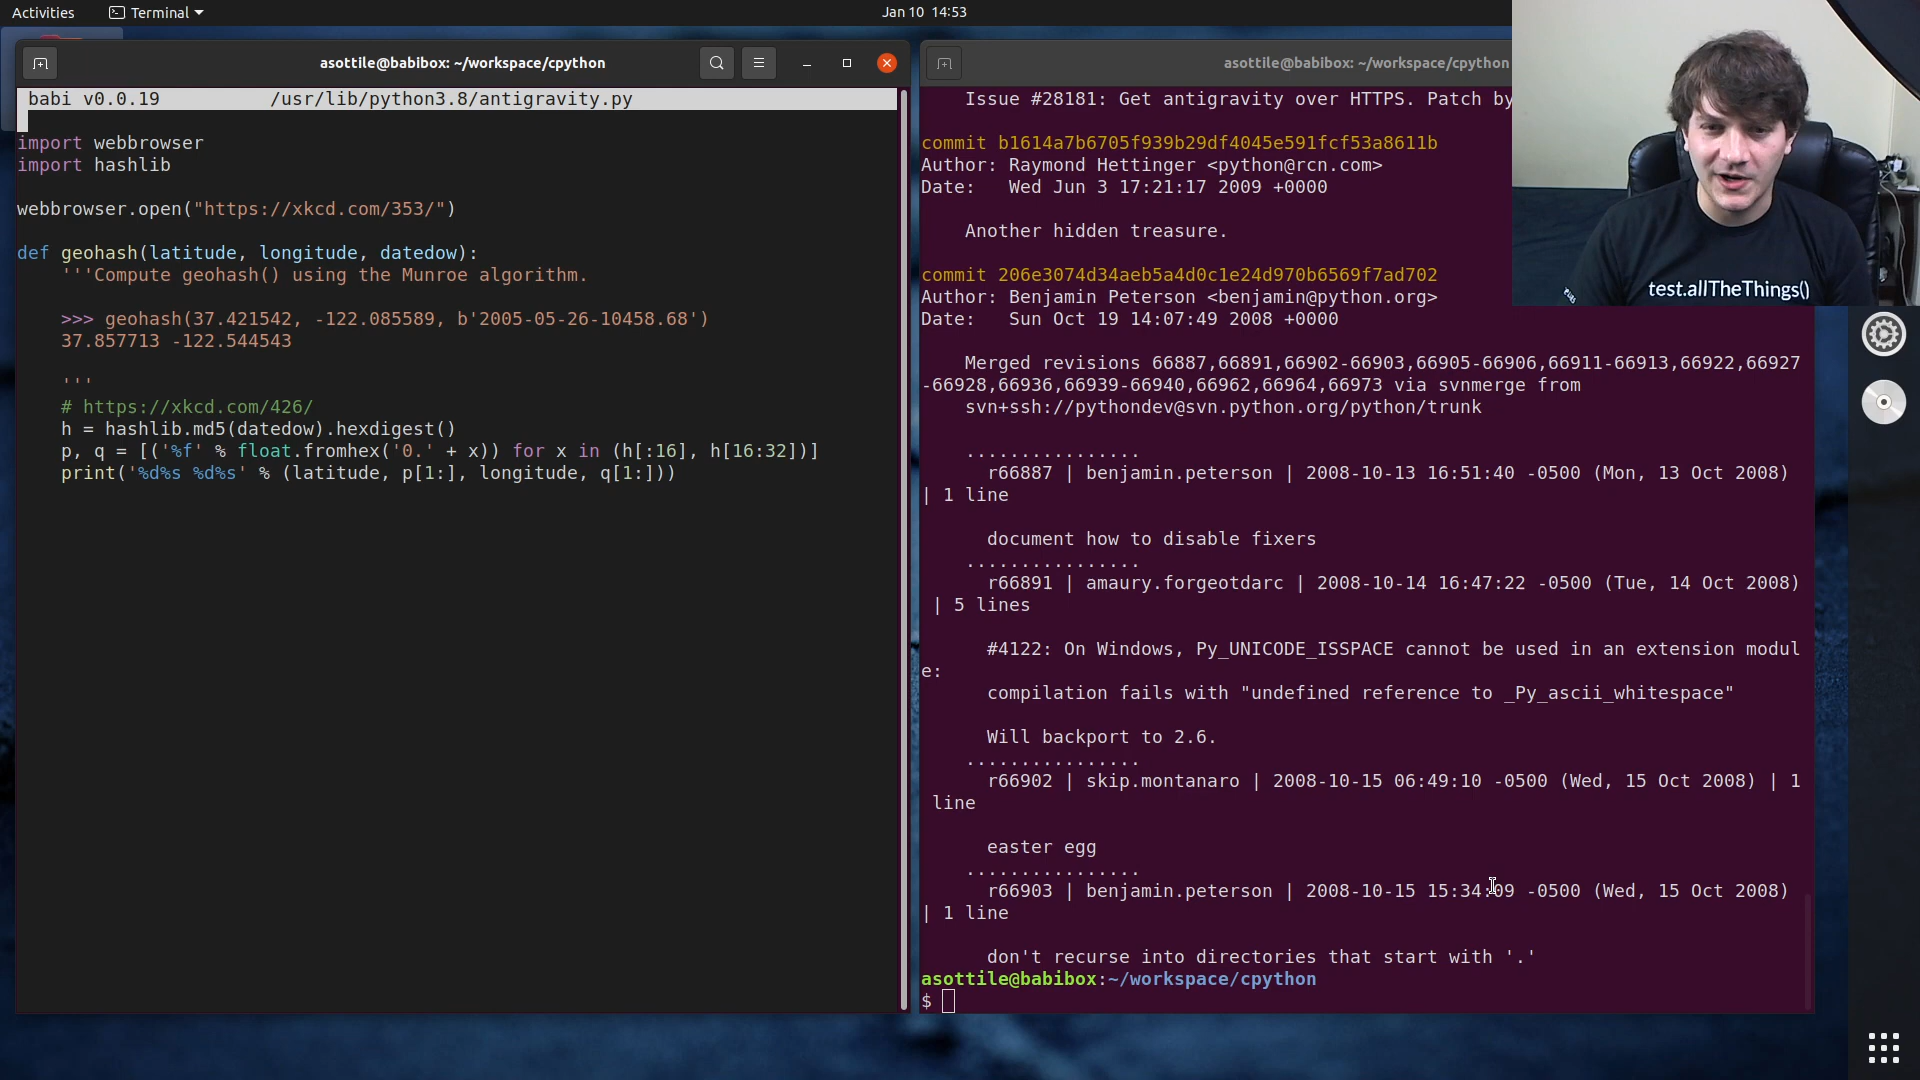 Activities Terminal Jan 10 14:53
asottile@babibox: ~/workspace/cpython
babi v0.0.19 /usr/lib/python3.8/antigravity.py
import webbrowser
import hashlib
webbrowser.open("https://xkcd.com/353/")
def geohash(latitude, longitude, datedow):
'''Compute geohash() using the Munroe algorithm.
>>> geohash(37.421542, -122.085589, b'2005-05-26-10458.68')
37.857713 -122.544543
'''
# https://xkcd.com/426/
h = hashlib.md5(datedow).hexdigest()
p, q = [('%f' % float.fromhex('0.' + x)) for x in (h[:16], h[16:32])]
print('%d%s %d%s' % (latitude, p[1:], longitude, q[1:]))
asottile@babibox: ~/workspace/cpython
Issue #28181: Get antigravity over HTTPS. Patch by
commit b1614a7b6705f939b29df4045e591fcf53a8611b
Author: Raymond Hettinger <python@rcn.com>
Date: Wed Jun 3 17:21:17 2009 +0000
Another hidden treasure.
commit 206e3074d34aeb5a4d0c1e24d970b6569f7ad702
Author: Benjamin Peterson <benjamin@python.org>
Date: Sun Oct 19 14:07:49 2008 +0000
Merged revisions 66887,66891,66902-66903,66905-66906,66911-66913,66922,66927
-66928,66936,66939-66940,66962,66964,66973 via svnmerge from
svn+ssh://pythondev@svn.python.org/python/trunk
................
r66887 | benjamin.peterson | 2008-10-13 16:51:40 -0500 (Mon, 13 Oct 2008)
| 1 line
document how to disable fixers
................
r66891 | amaury.forgeotdarc | 2008-10-14 16:47:22 -0500 (Tue, 14 Oct 2008)
| 5 lines
#4122: On Windows, Py_UNICODE_ISSPACE cannot be used in an extension modul
e:
compilation fails with "undefined reference to _Py_ascii_whitespace"
Will backport to 2.6.
................
r66902 | skip.montanaro | 2008-10-15 06:49:10 -0500 (Wed, 15 Oct 2008) | 1
line
easter egg
................
r66903 | benjamin.peterson | 2008-10-15 15:34:09 -0500 (Wed, 15 Oct 2008)
| 1 line
don't recurse into directories that start with '.'
asottile@babibox:~/workspace/cpython
$
test.allTheThings()